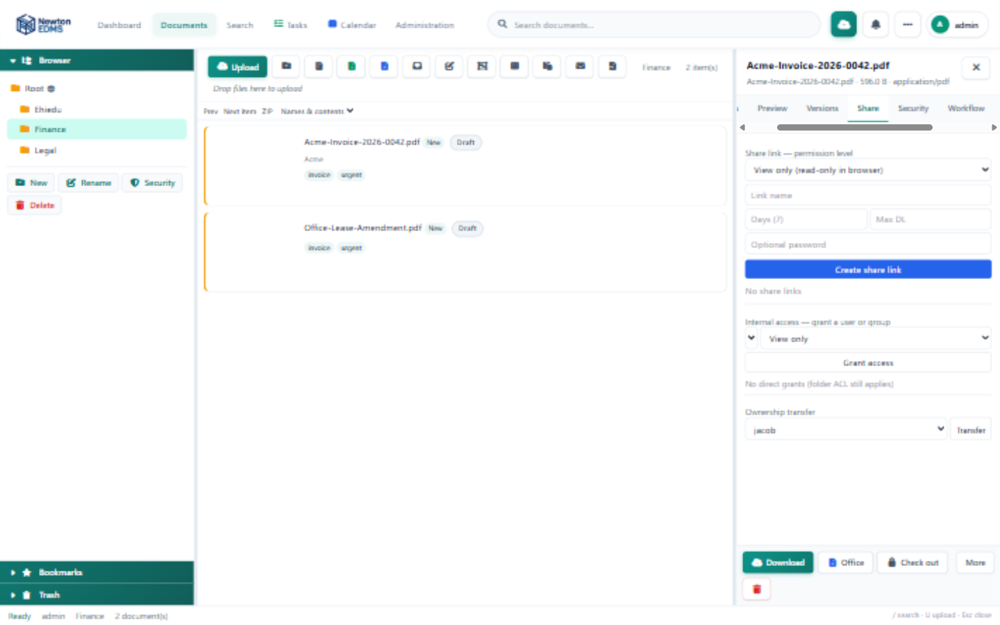 Newton EDMS
Dashboard
Documents
Search
Tasks
Calendar
Administration
Search documents...
A
admin
Browser
Root
Ehiedu
Finance
Legal
New
Rename
Security
Delete
Bookmarks
Trash
Upload
Finance
2 item(s)
Drop files here to upload
Prev Next item ZIP Names & contents
Acme-Invoice-2026-0042.pdf New Draft
Acme
invoice urgent
Office-Lease-Amendment.pdf New Draft
invoice urgent
Acme-Invoice-2026-0042.pdf
Acme-Invoice-2026-0042.pdf · 596.0 B · application/pdf
Preview Versions Share Security Workflow
Share link — permission level
View only (read-only in browser)
Link name
Days (7) Max DL
Optional password
Create share link
No share links
Internal access — grant a user or group
View only
Grant access
No direct grants (folder ACL still applies)
Ownership transfer
jacob Transfer
Download Office Check out More
Ready admin Finance 2 document(s)
/ search · U upload · Esc close